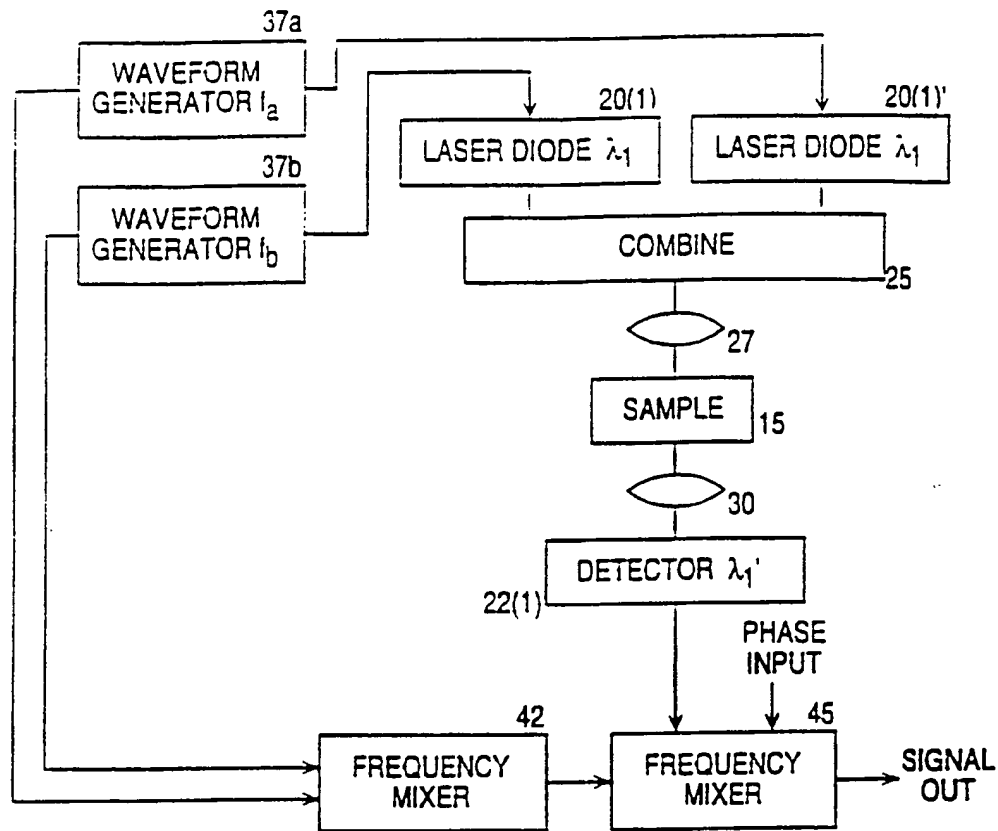 37a
WAVEFORM
GENERATOR fa
20(1)
LASER DIODE λ1
20(1)'
LASER DIODE λ1
37b
WAVEFORM
GENERATOR fb
COMBINE
25
27
SAMPLE
15
30
DETECTOR λ1'
22(1)
PHASE
INPUT
42
FREQUENCY
MIXER
45
FREQUENCY
MIXER
SIGNAL
OUT